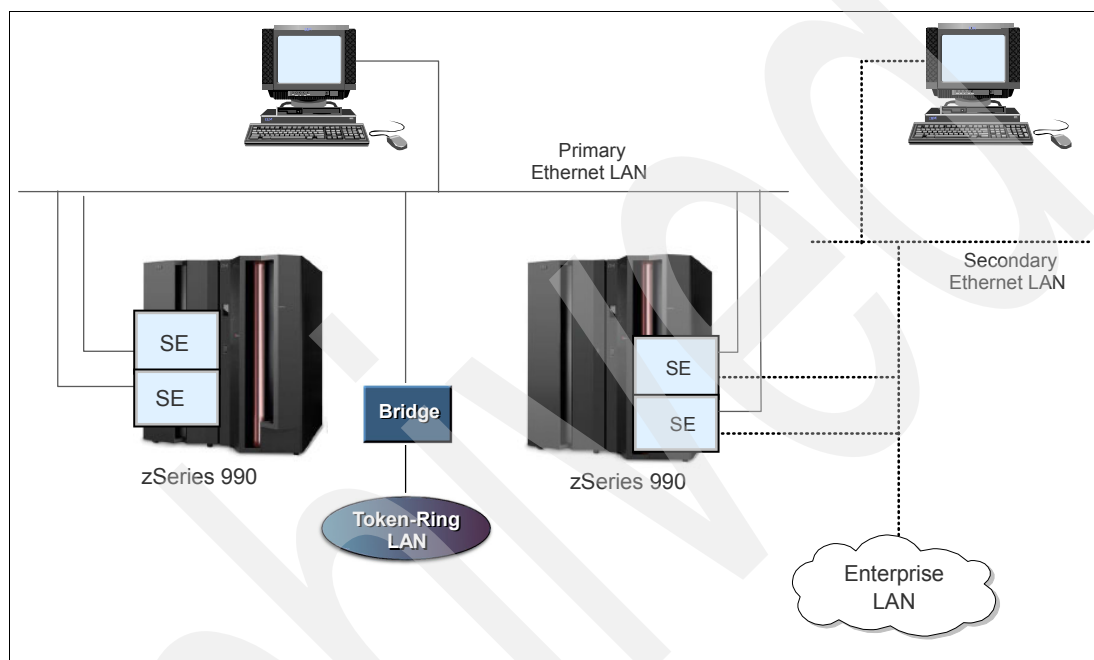 Primary
Ethernet LAN
Secondary
Ethernet LAN
SE
SE
SE
SE
Bridge
zSeries 990
zSeries 990
Token-Ring
LAN
Enterprise
LAN